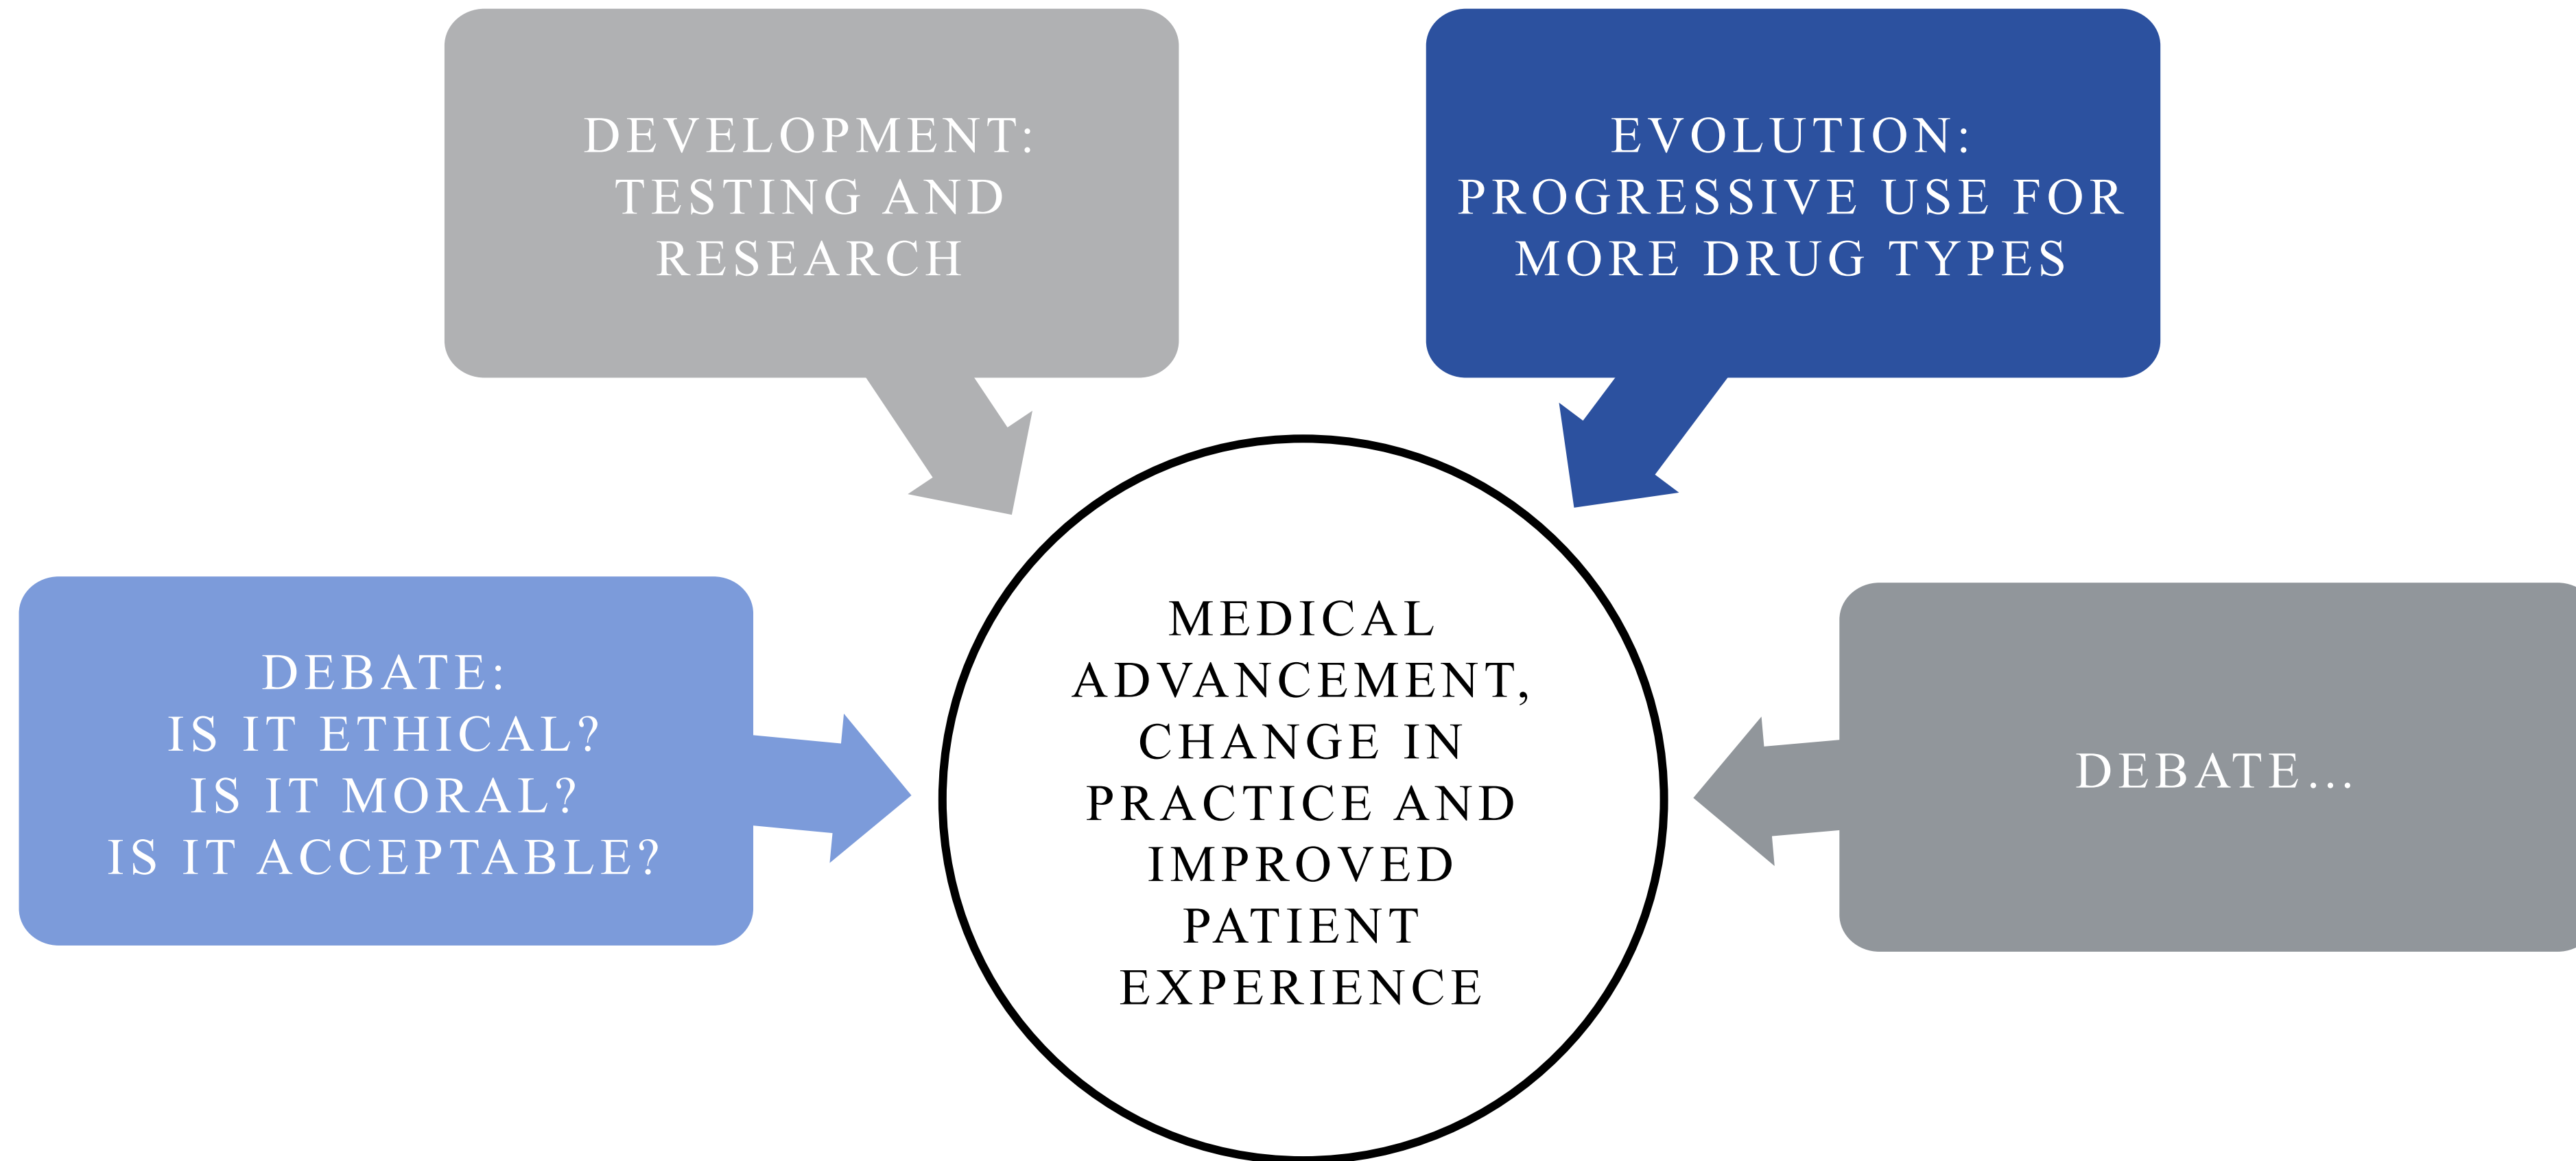 DEVELOPMENT:
TESTING AND
RESEARCH
EVOLUTION:
PROGRESSIVE USE FOR
MORE DRUG TYPES
DEBATE:
IS IT ETHICAL?
IS IT MORAL?
IS IT ACCEPTABLE?
MEDICAL
ADVANCEMENT,
CHANGE IN
PRACTICE AND
IMPROVED
PATIENT
EXPERIENCE
DEBATE...